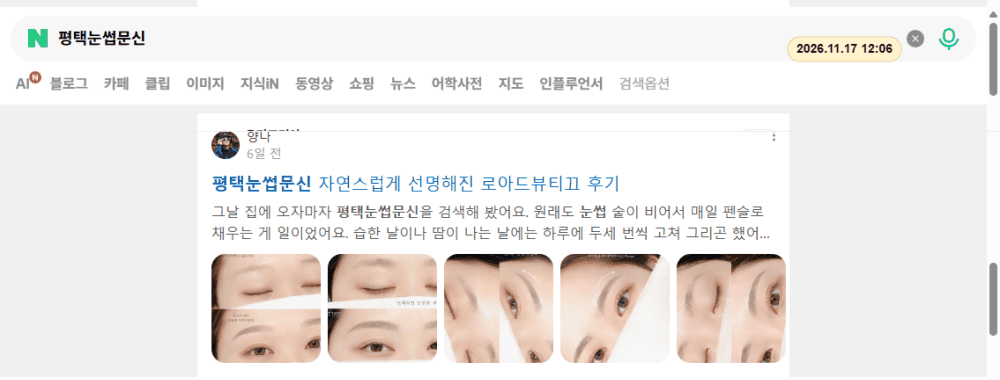 N 평택눈썹문신
2026.11.17 12:06
AI N 블로그 카페 클립 이미지 지식iN 동영상 쇼핑 뉴스 어학사전 지도 인플루언서 검색옵션
양나
6일 전
평택눈썹문신 자연스럽게 선명해진 로아드뷰티끄 후기
그날 집에 오자마자 평택눈썹문신을 검색해 봤어요. 원래도 눈썹 숱이 비어서 매일 펜슬로
채우는 게 일이었어요. 습한 날이나 땀이 나는 날에는 하루에 두세 번씩 고쳐 그리곤 했어...